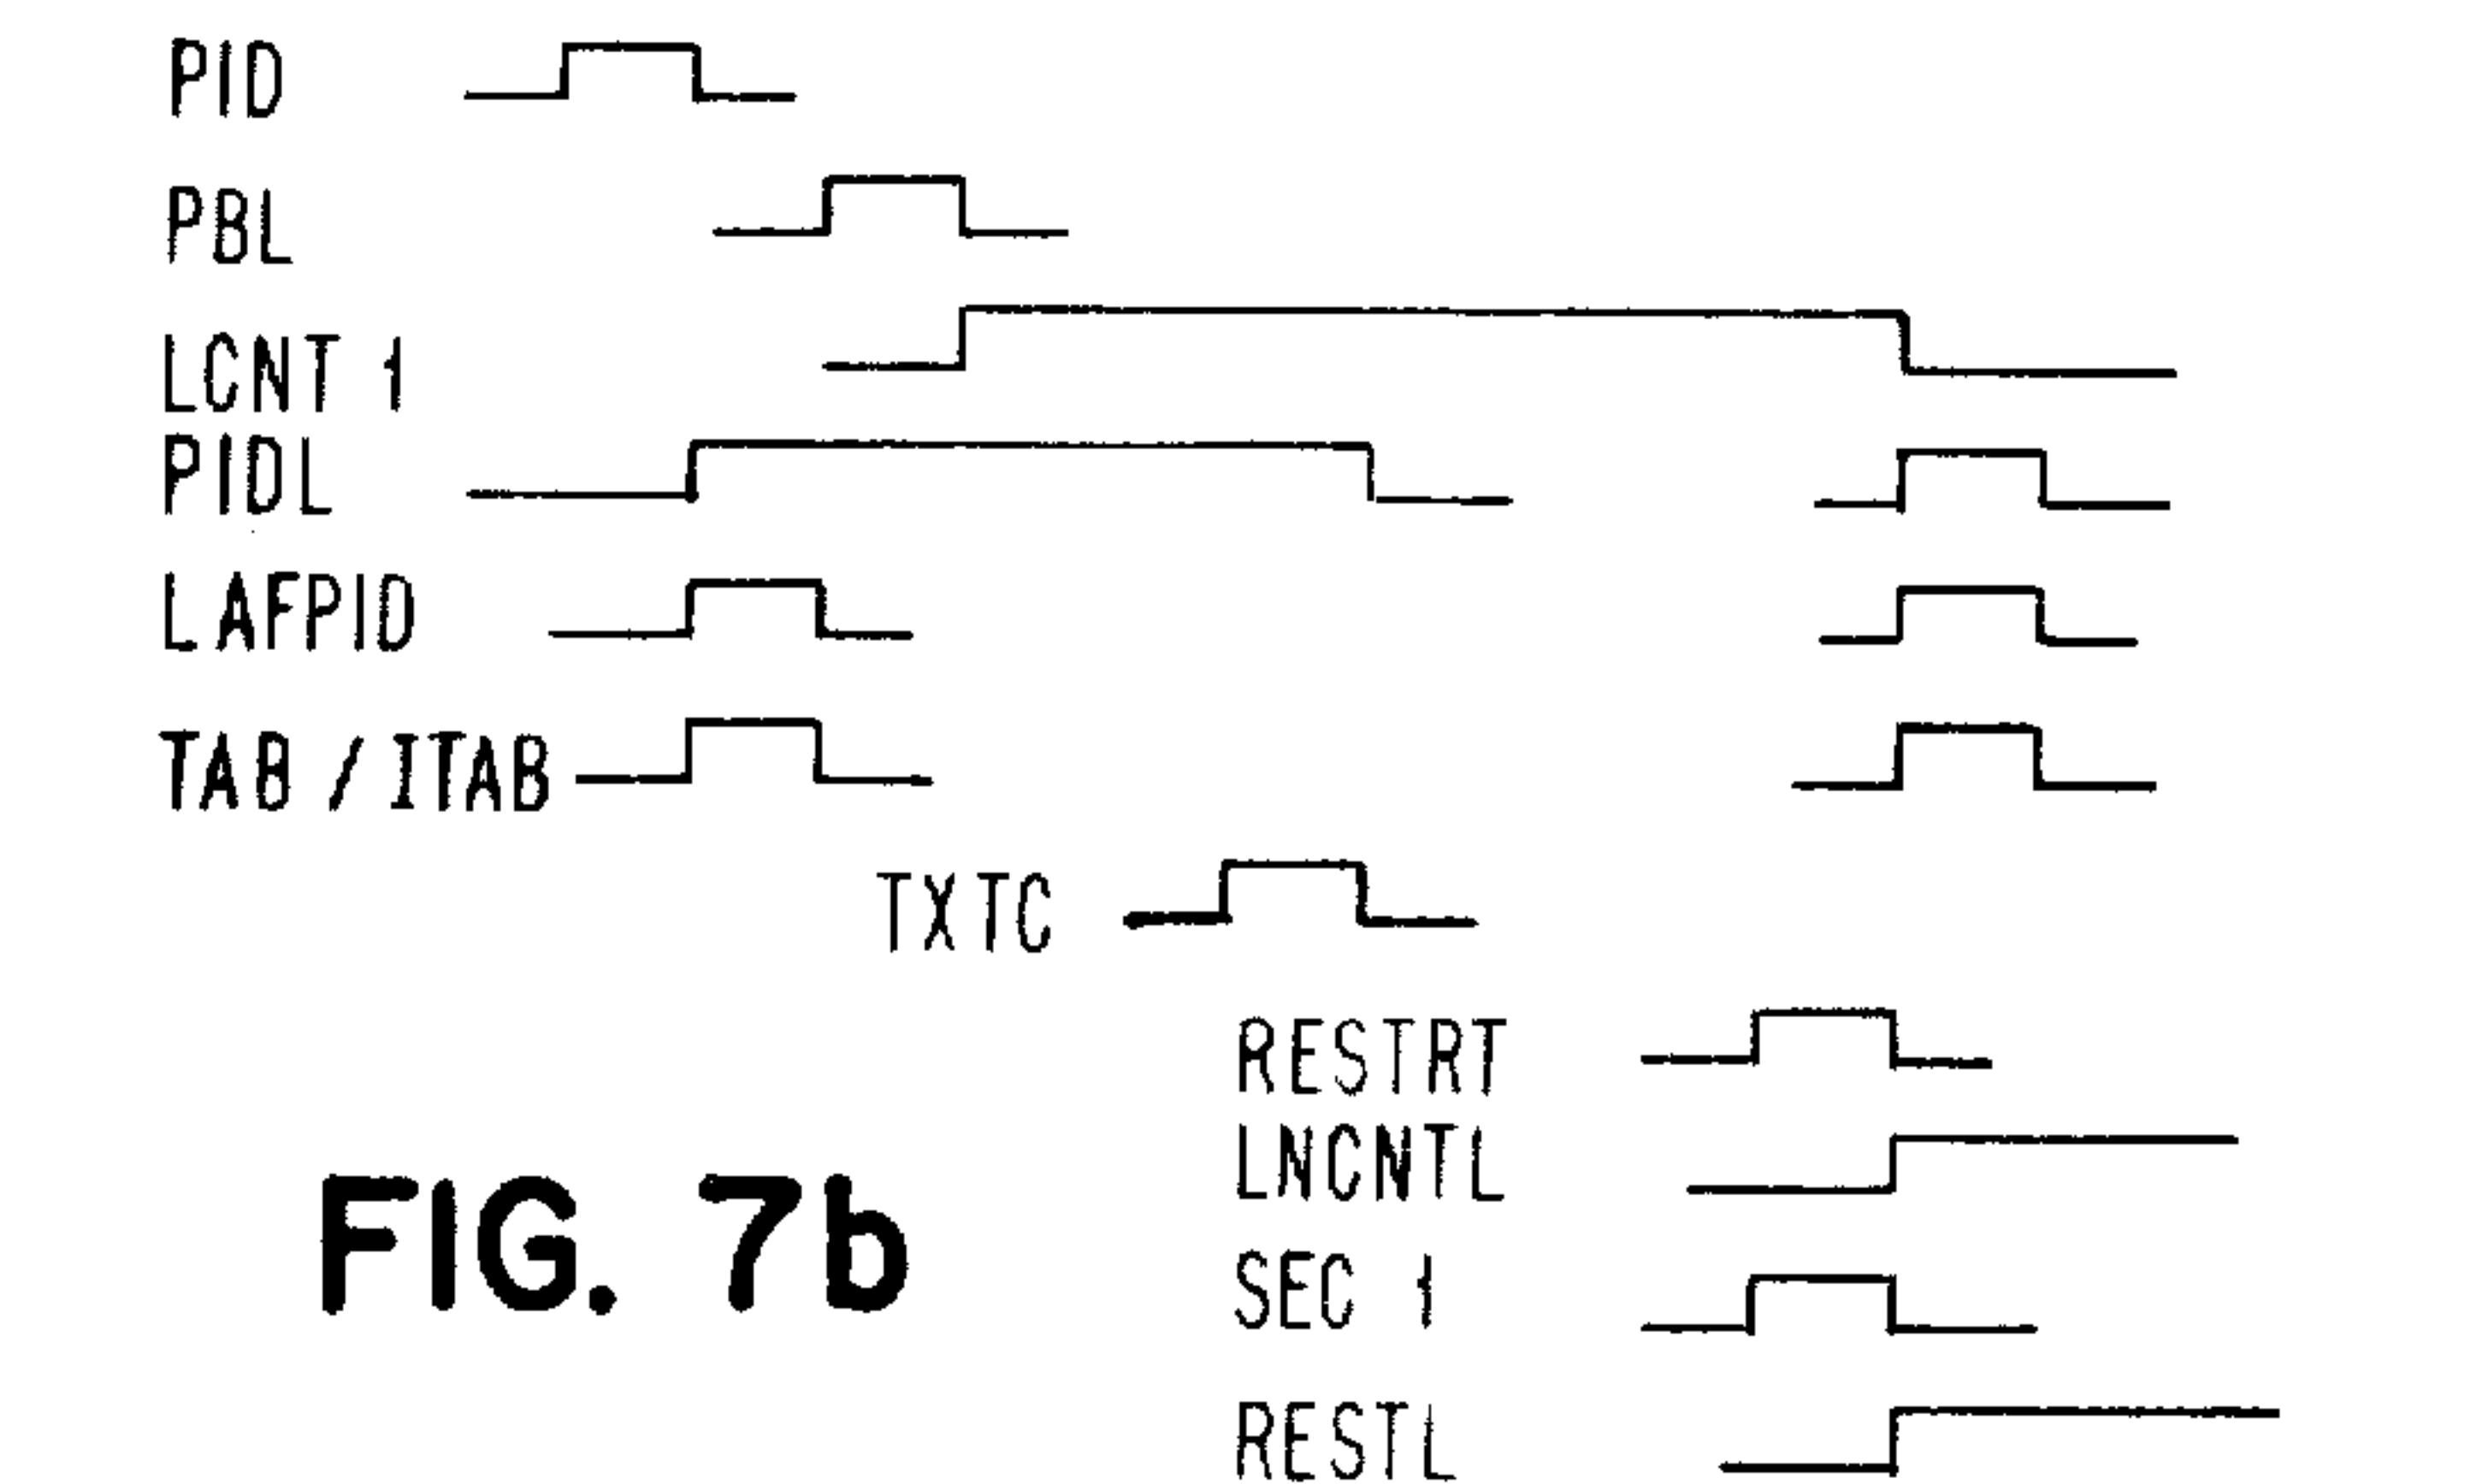 PID
PBL
LCNT 1
PIDL
LAFPID
TAB / ITAB
TXTC
RESTRT
LNCNTL
SEC 1
RESTL
FIG. 7b